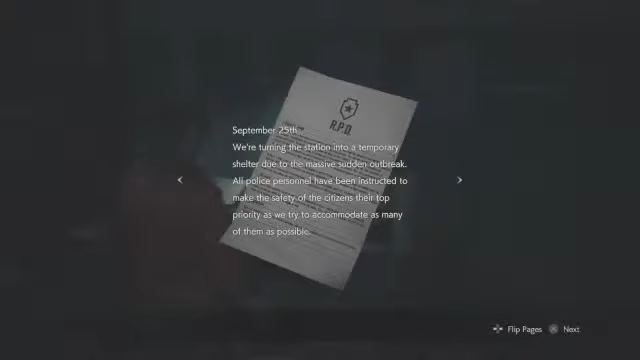 R.P.D.
September 25th
We're turning the station into a temporary
shelter due to the massive sudden outbreak.
All police personnel have been instructed to
make the safety of the citizens their top
priority as we try to accommodate as many
of them as possible.
Flip Pages
Next